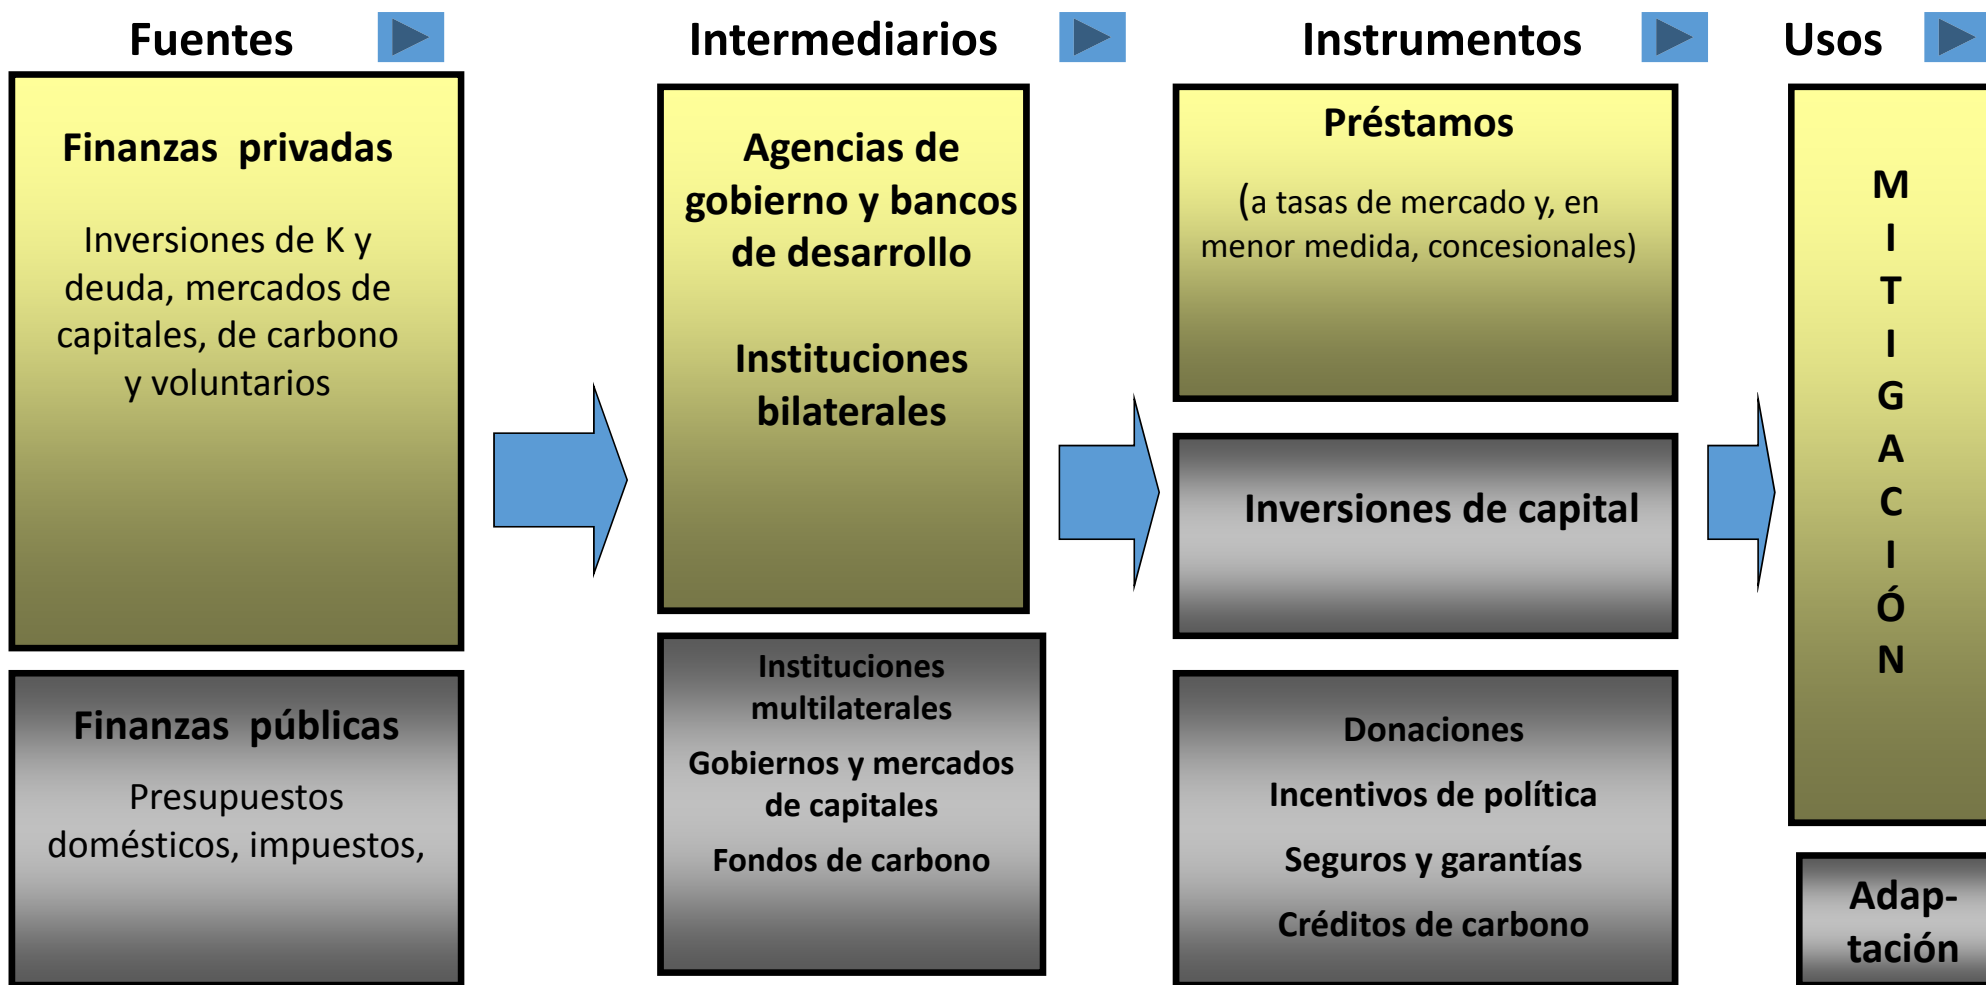 Fuentes
Finanzas privadas
Inversiones de K y
deuda, mercados de
capitales, de carbono
y voluntarios
Finanzas públicas
Presupuestos
domésticos, impuestos,
Intermediarios
Agencias de
gobierno y bancos
de desarrollo
Instituciones
bilaterales
Instituciones
multilaterales
Gobiernos y mercados
de capitales
Fondos de carbono
Instrumentos
Préstamos
(a tasas de mercado y, en
menor medida, concesionales)
Inversiones de capital
Donaciones
Incentivos de política
Seguros y garantías
Créditos de carbono
Usos
M
I
T
I
G
A
C
I
Ó
N
Adap-
tación